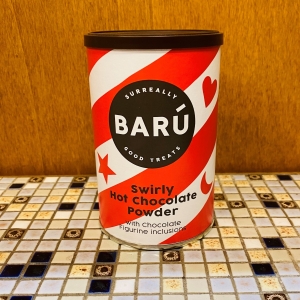 SURREALLY
BARÚ
GOOD TREATS
Swirly
Hot Chocolate
Powder
with Chocolate
Figurine inclusions